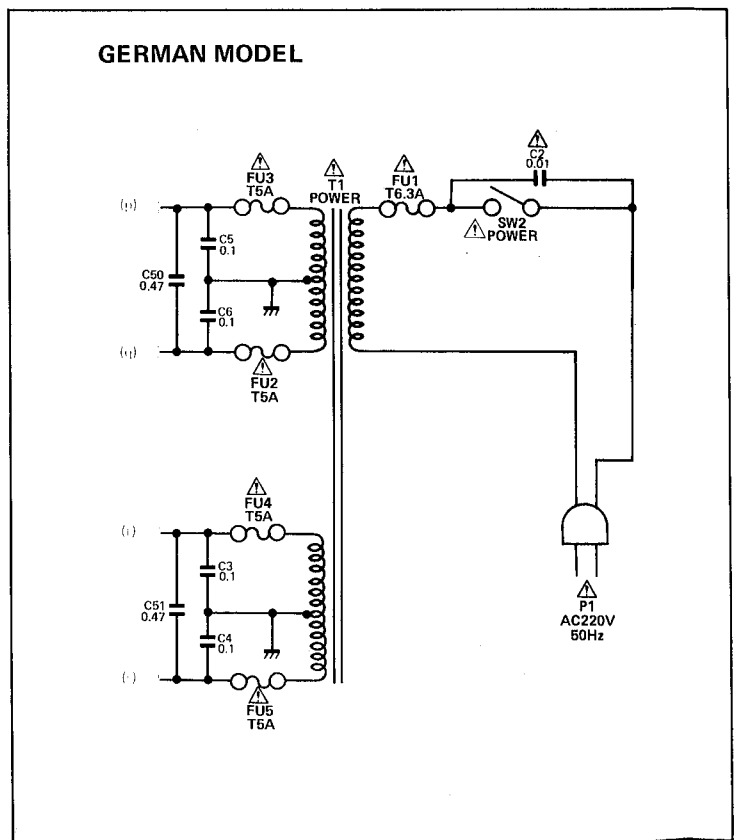 GERMAN MODEL
C2
0.01
FU3
T5A
T1
POWER
FU1
T6.3A
SW2
POWER
C5
0.1
C50
0.47
C6
0.1
FU2
T5A
FU4
T5A
C3
0.1
C51
0.47
C4
0.1
FU5
T5A
P1
AC220V
50Hz